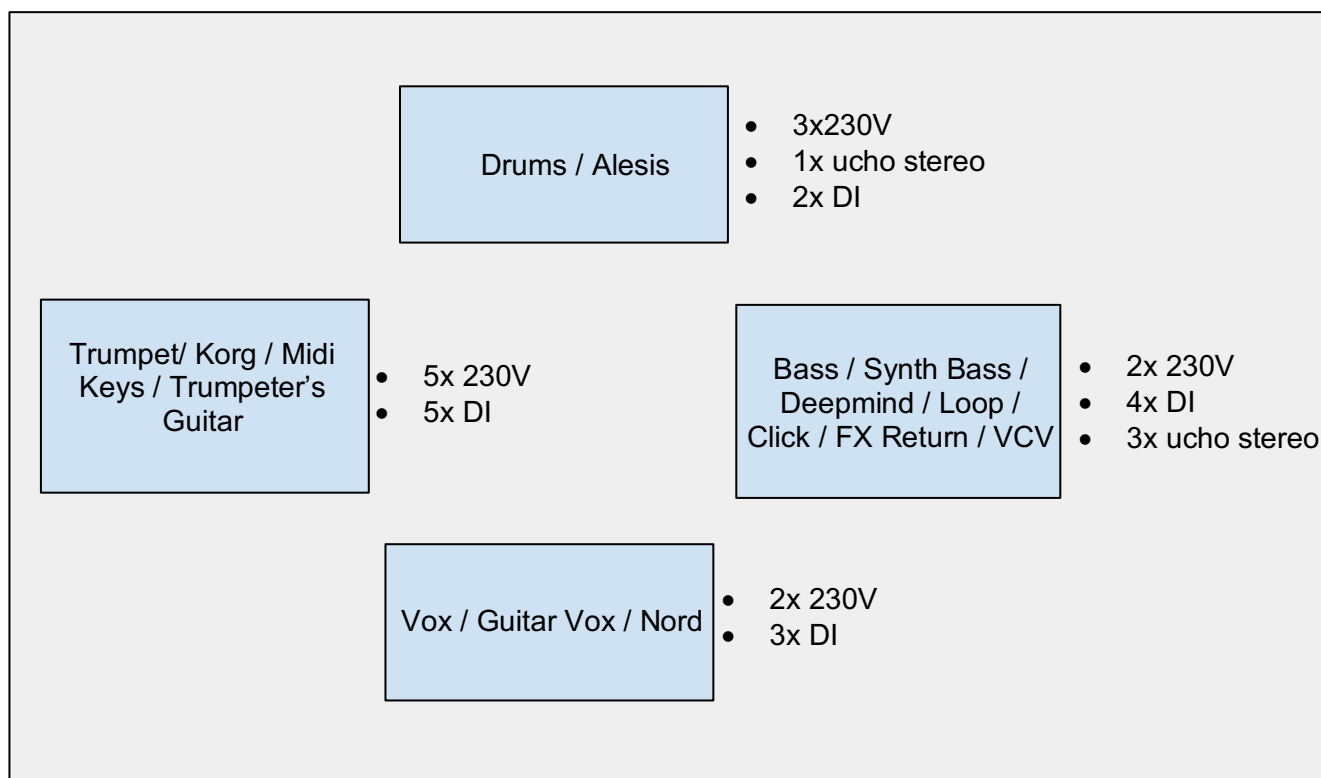 Drums / Alesis
• 3x230V
• 1x ucho stereo
• 2x DI
Trumpet/ Korg / Midi
Keys / Trumpeter’s
Guitar
• 5x 230V
• 5x DI
Bass / Synth Bass /
Deepmind / Loop /
Click / FX Return / VCV
• 2x 230V
• 4x DI
• 3x ucho stereo
Vox / Guitar Vox / Nord
• 2x 230V
• 3x DI